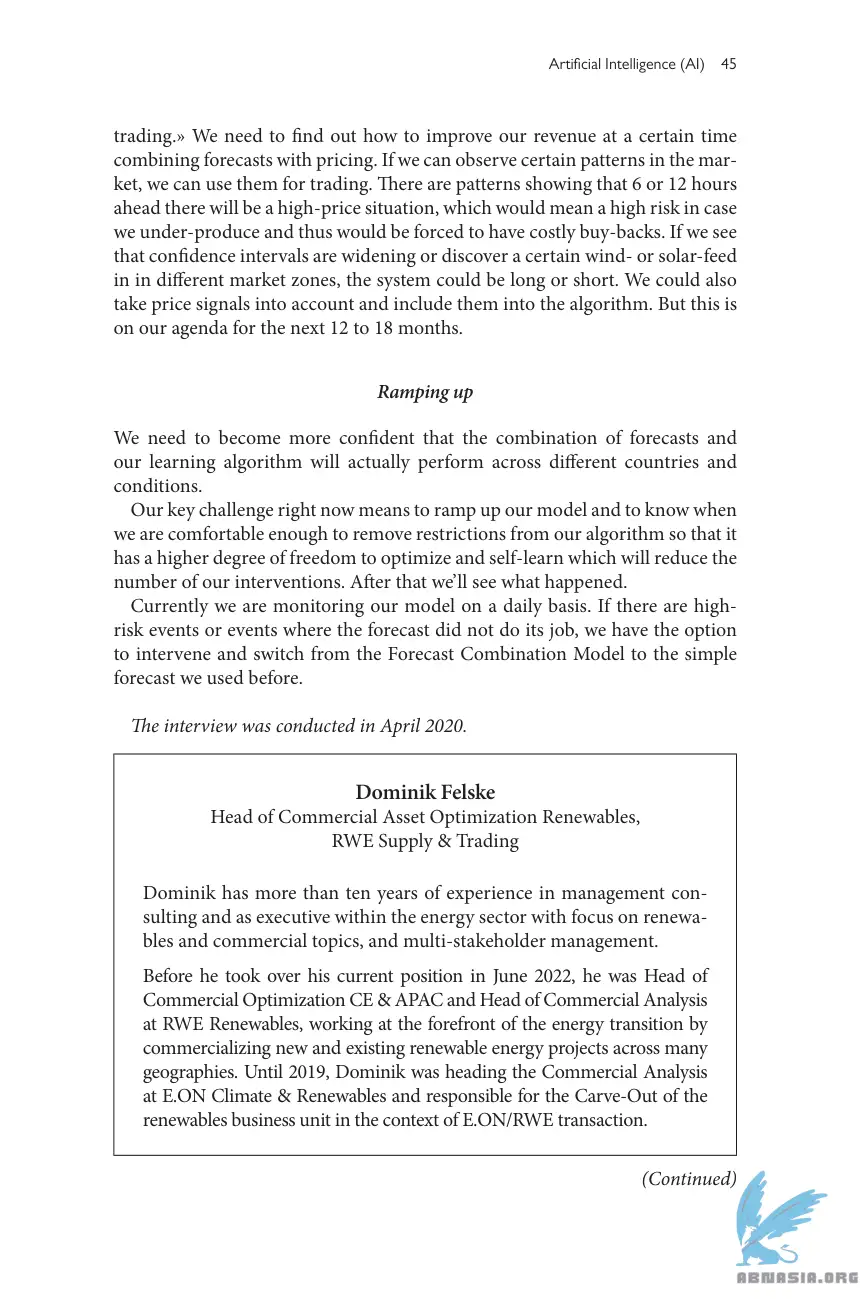 Artificial Intelligence (AI) 45
trading.» We need to find out how to improve our revenue at a certain time
combining forecasts with pricing. If we can observe certain patterns in the mar-
ket, we can use them for trading. There are patterns showing that 6 or 12 hours
ahead there will be a high-price situation, which would mean a high risk in case
we under-produce and thus would be forced to have costly buy-backs. If we see
that confidence intervals are widening or discover a certain wind- or solar-feed
in in different market zones, the system could be long or short. We could also
take price signals into account and include them into the algorithm. But this is
on our agenda for the next 12 to 18 months.
Ramping up
We need to become more confident that the combination of forecasts and
our learning algorithm will actually perform across different countries and
conditions.
Our key challenge right now means to ramp up our model and to know when
we are comfortable enough to remove restrictions from our algorithm so that it
has a higher degree of freedom to optimize and self-learn which will reduce the
number of our interventions. After that we'll see what happened.
Currently we are monitoring our model on a daily basis. If there are high-
risk events or events where the forecast did not do its job, we have the option
to intervene and switch from the Forecast Combination Model to the simple
forecast we used before.
The interview was conducted in April 2020.
Dominik Felske
Head of Commercial Asset Optimization Renewables,
RWE Supply & Trading
Dominik has more than ten years of experience in management con-
sulting and as executive within the energy sector with focus on renewa-
bles and commercial topics, and multi-stakeholder management.
Before he took over his current position in June 2022, he was Head of
Commercial Optimization CE & APAC and Head of Commercial Analysis
at RWE Renewables, working at the forefront of the energy transition by
commercializing new and existing renewable energy projects across many
geographies. Until 2019, Dominik was heading the Commercial Analysis
at E.ON Climate & Renewables and responsible for the Carve-Out of the
renewables business unit in the context of E.ON/RWE transaction.
(Continued)
ABNASIA.ORG